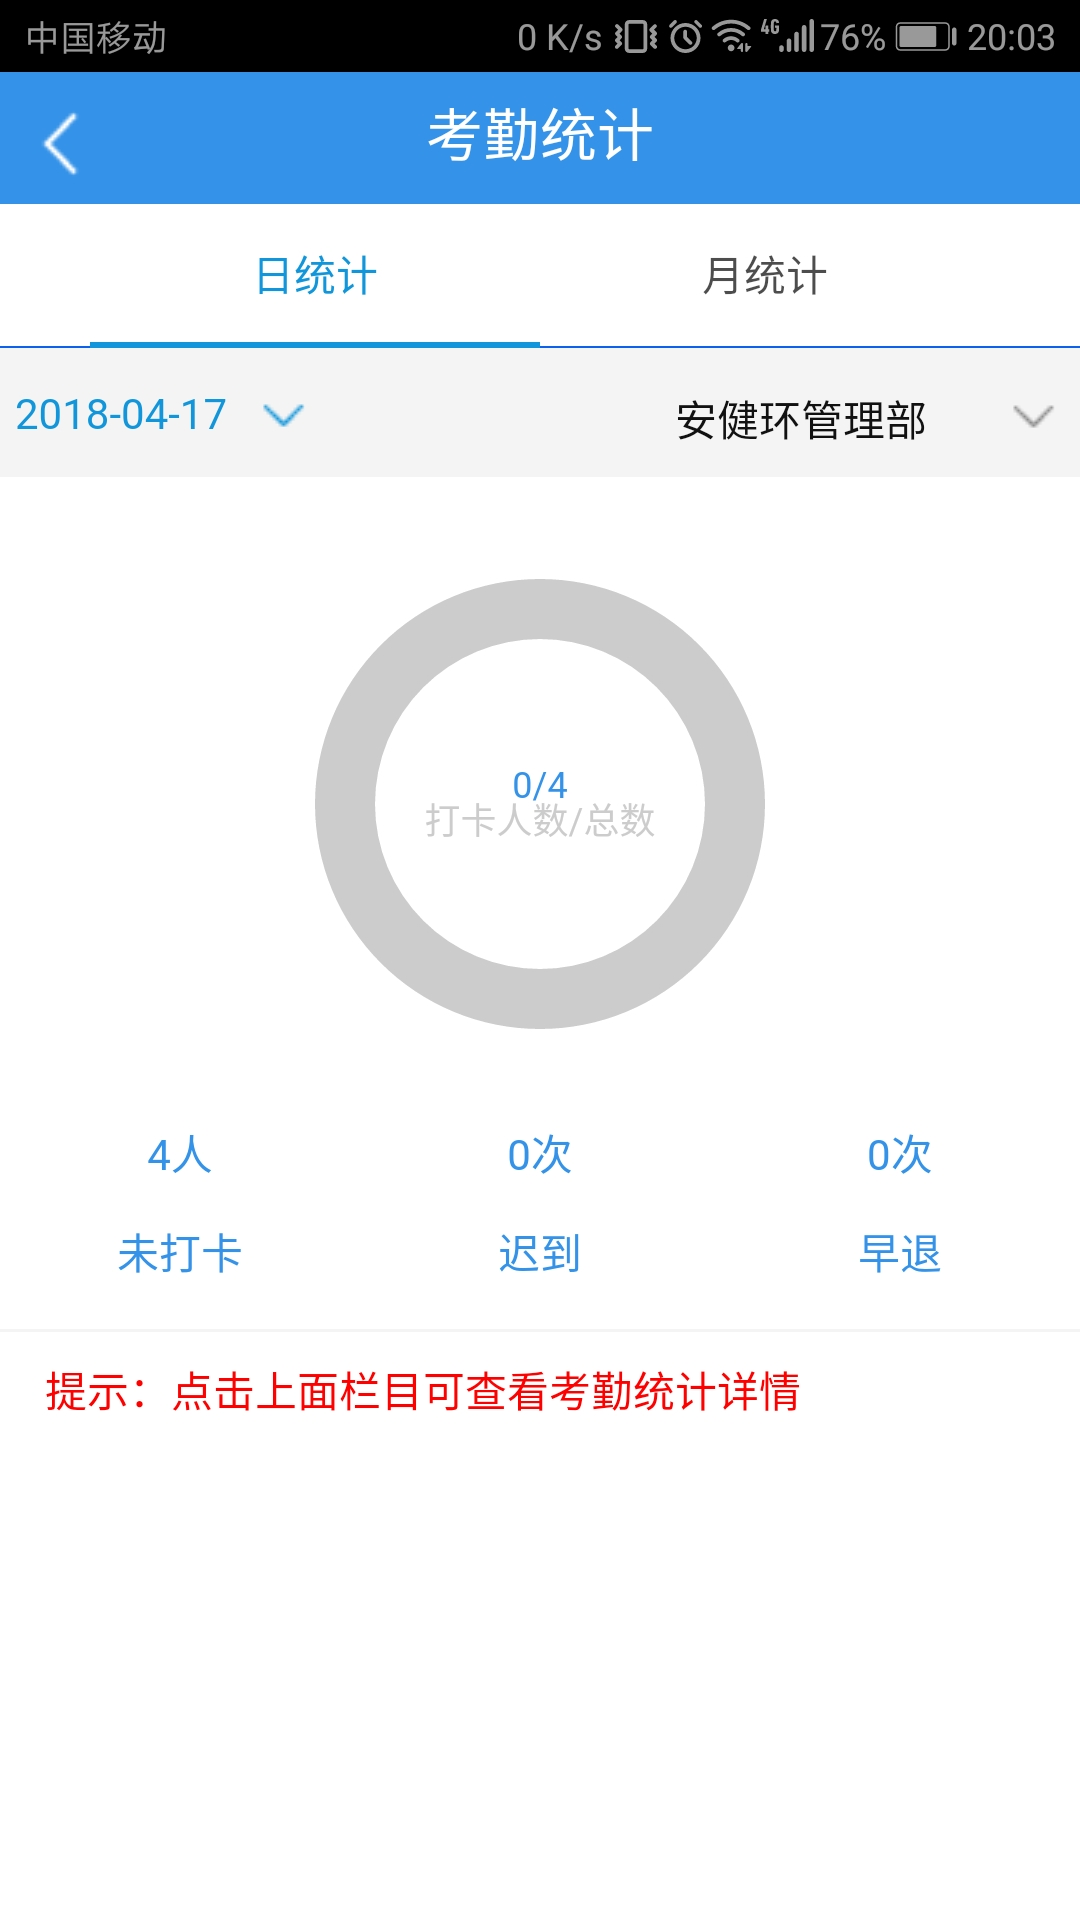 中国移动 0 K/s 4G 76% 20:03
考勤统计
日统计 月统计
2018-04-17 安健环管理部
0/4
打卡人数/总数
4人 0次 0次
未打卡 迟到 早退
提示：点击上面栏目可查看考勤统计详情